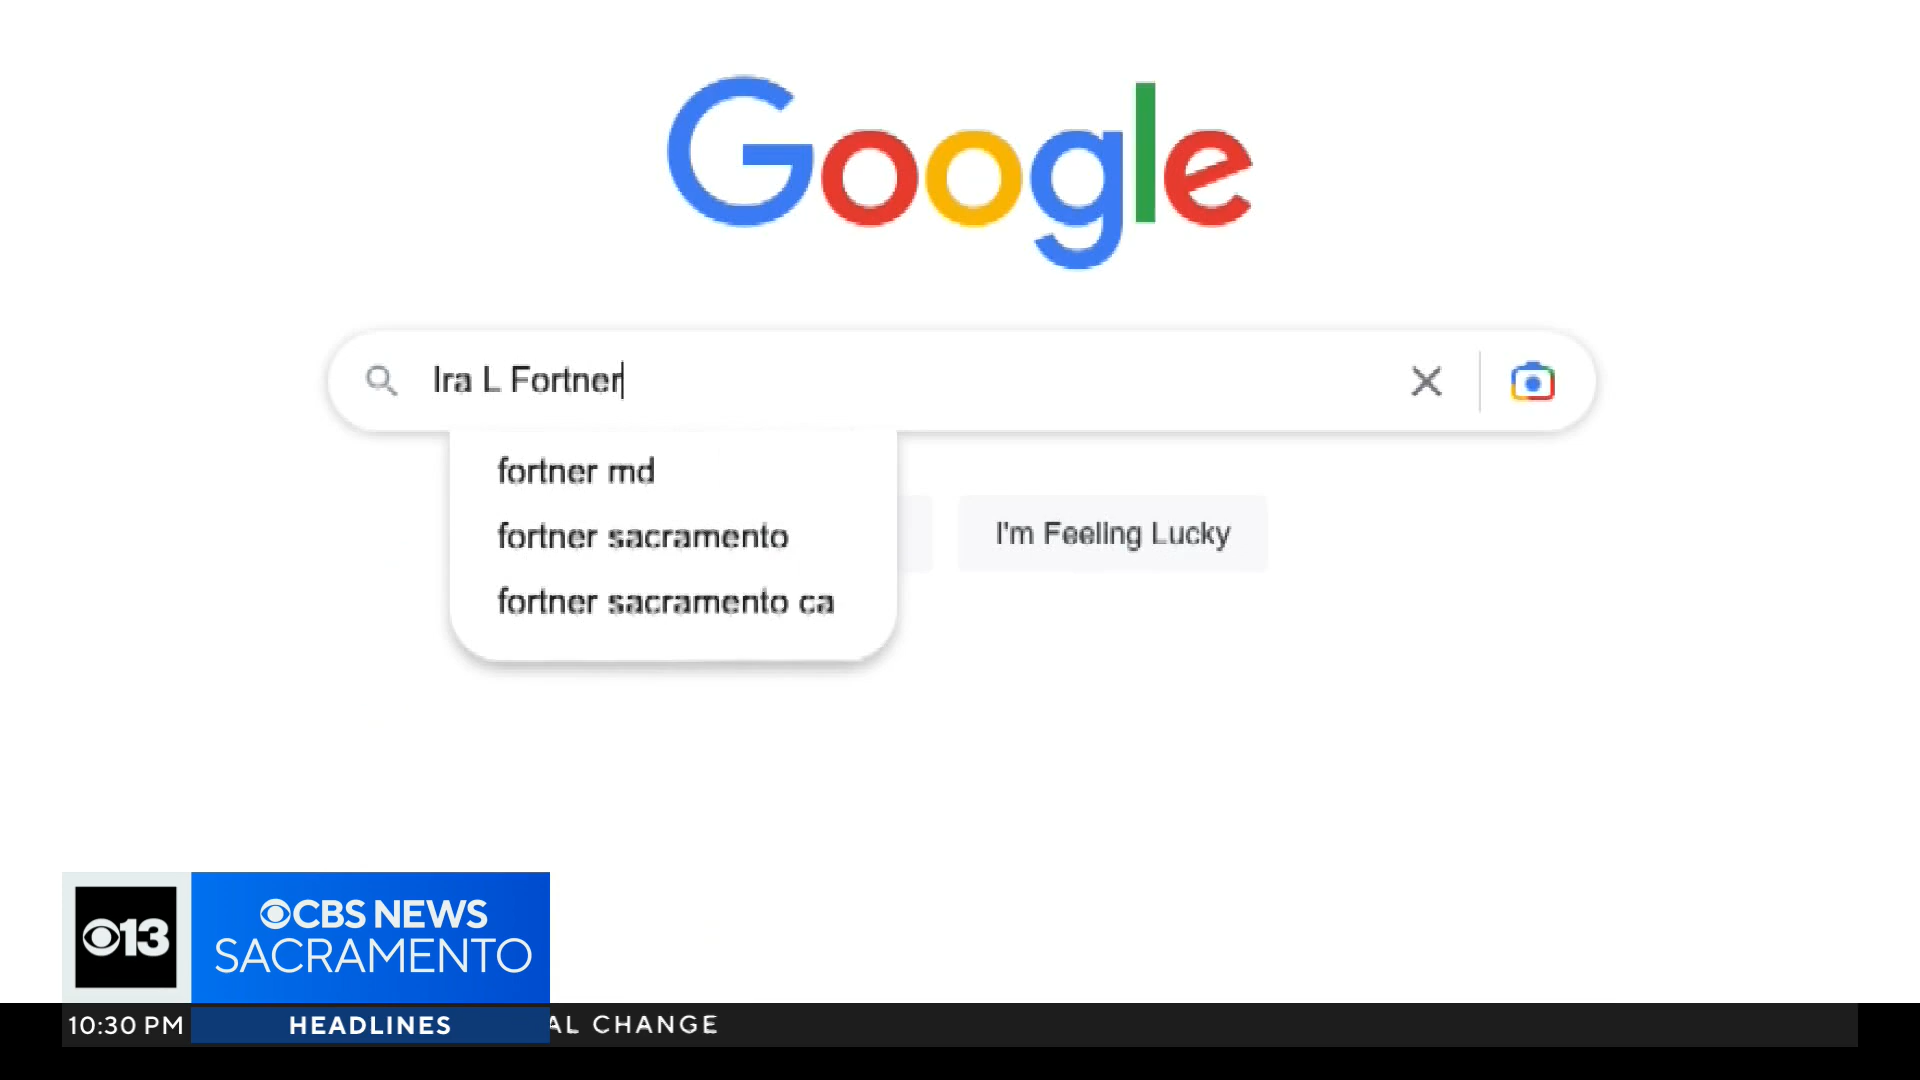 Google
Ira L Fortner
fortner md
fortner sacramento
fortner sacramento ca
I'm Feeling Lucky
13
CBS NEWS
SACRAMENTO
10:30 PM
HEADLINES
AL CHANGE